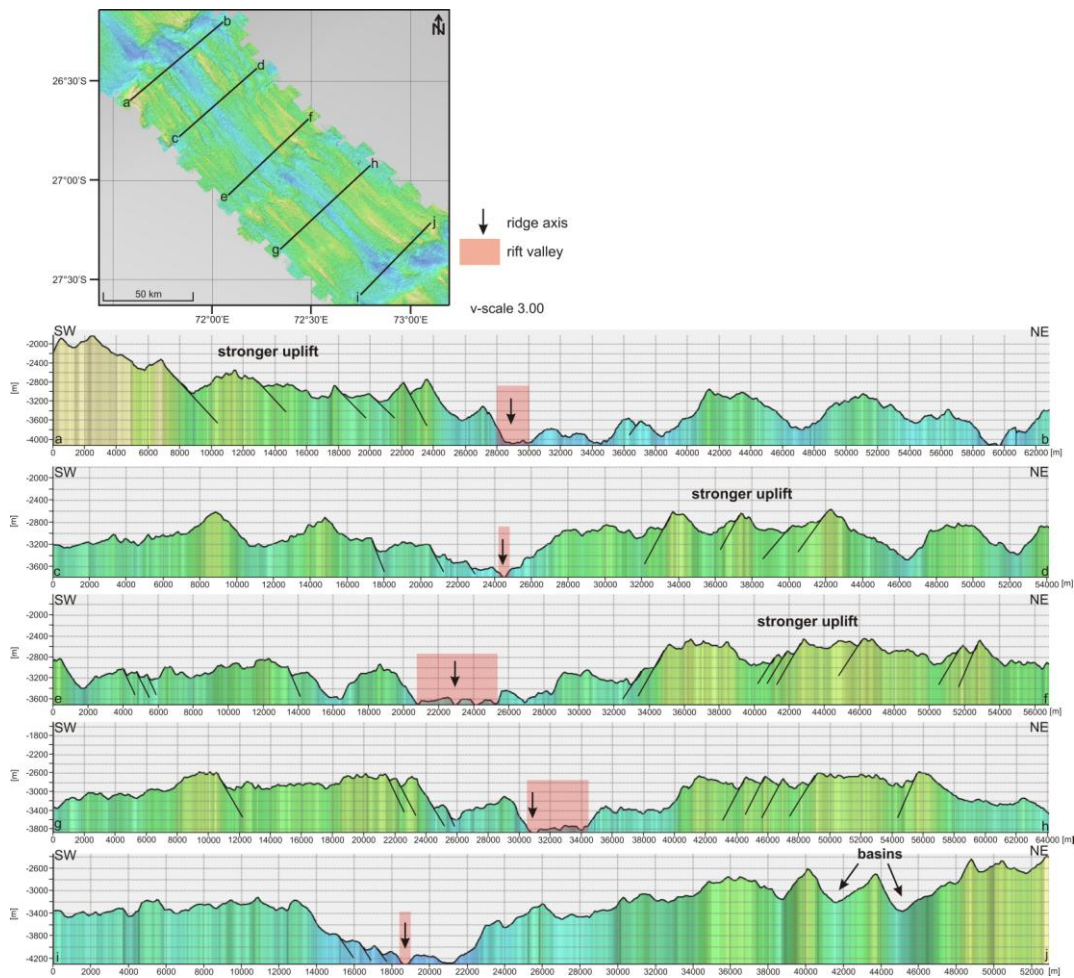 N
b
d
26°30'S
a
c
f
h
27°00'S
e
j
ridge axis
g
rift valley
27°30'S
50 km
i
v-scale 3.00
72°00'E 72°30'E 73°00'E
SW NE
-2000
stronger uplift
-2400
-2800
[m]
-3200
-3600
-4000
a b
0 2000 4000 6000 8000 10000 12000 14000 16000 18000 20000 22000 24000 26000 28000 30000 32000 34000 36000 38000 40000 42000 44000 46000 48000 50000 52000 54000 56000 58000 60000 62000 [m]
SW NE
-2000
stronger uplift
-2400
-2800
[m]
-3200
-3600
c d
0 2000 4000 6000 8000 10000 12000 14000 16000 18000 20000 22000 24000 26000 28000 30000 32000 34000 36000 38000 40000 42000 44000 46000 48000 50000 52000 54000 [m]
SW NE
-2000
stronger uplift
-2400
[m]
-2800
-3200
-3600
e f
0 2000 4000 6000 8000 10000 12000 14000 16000 18000 20000 22000 24000 26000 28000 30000 32000 34000 36000 38000 40000 42000 44000 46000 48000 50000 52000 54000 56000 [m]
SW NE
-1800
-2200
[m]
-2600
-3000
-3400
-3800
g h
0 2000 4000 6000 8000 10000 12000 14000 16000 18000 20000 22000 24000 26000 28000 30000 32000 34000 36000 38000 40000 42000 44000 46000 48000 50000 52000 54000 56000 58000 60000 62000 64000 [m]
SW basins NE
-2600
-3000
[m]
-3400
-3800
-4200
i j
0 2000 4000 6000 8000 10000 12000 14000 16000 18000 20000 22000 24000 26000 28000 30000 32000 34000 36000 38000 40000 42000 44000 46000 48000 50000 52000 [m]